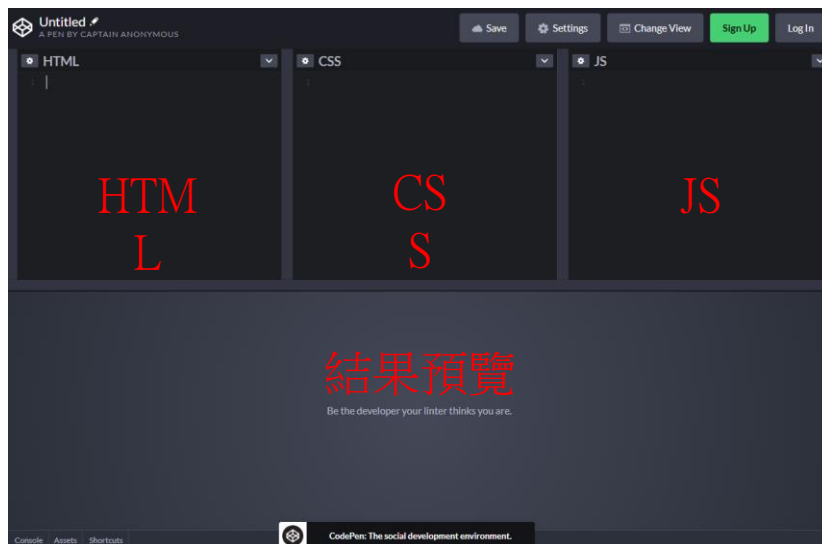 Untitled
A PEN BY CAPTAIN ANONYMOUS
Save
Settings
Change View
Sign Up
Log In
HTML
CSS
JS
1
1
1
HTM
L
CS
S
JS
結果預覽
Be the developer your linter thinks you are.
Console Assets Shortcuts
CodePen: The social development environment.